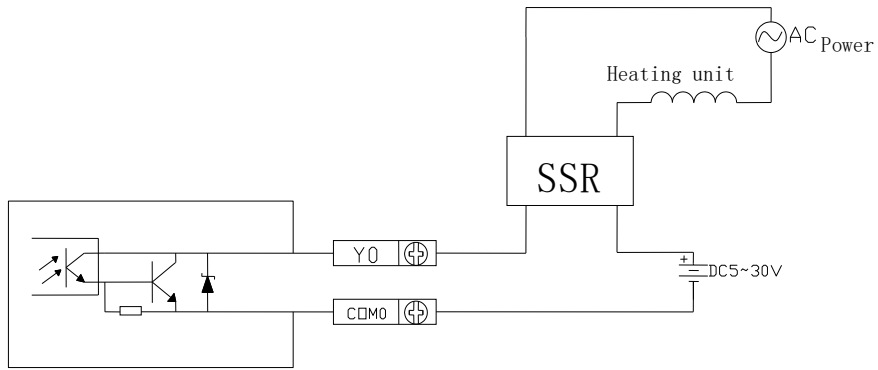 AC Power
Heating unit
SSR
Y0
COM0
+
DC5~30V